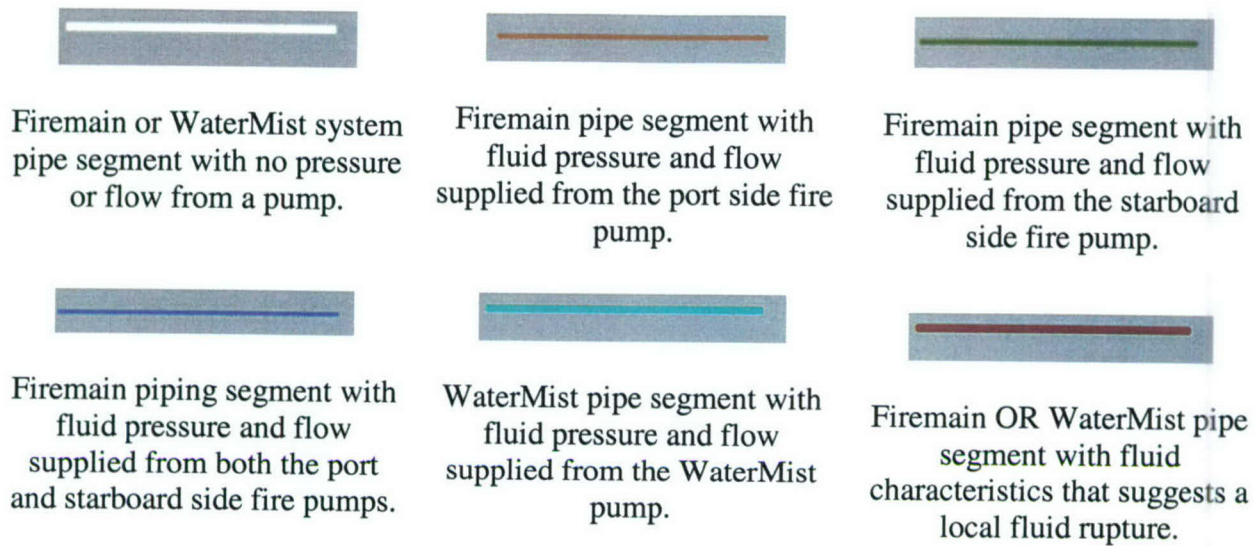 Firemain or WaterMist system
pipe segment with no pressure
or flow from a pump.
Firemain pipe segment with
fluid pressure and flow
supplied from the port side fire
pump.
Firemain pipe segment with
fluid pressure and flow
supplied from the starboard
side fire pump.
Firemain piping segment with
fluid pressure and flow
supplied from both the port
and starboard side fire pumps.
WaterMist pipe segment with
fluid pressure and flow
supplied from the WaterMist
pump.
Firemain OR WaterMist pipe
segment with fluid
characteristics that suggests a
local fluid rupture.